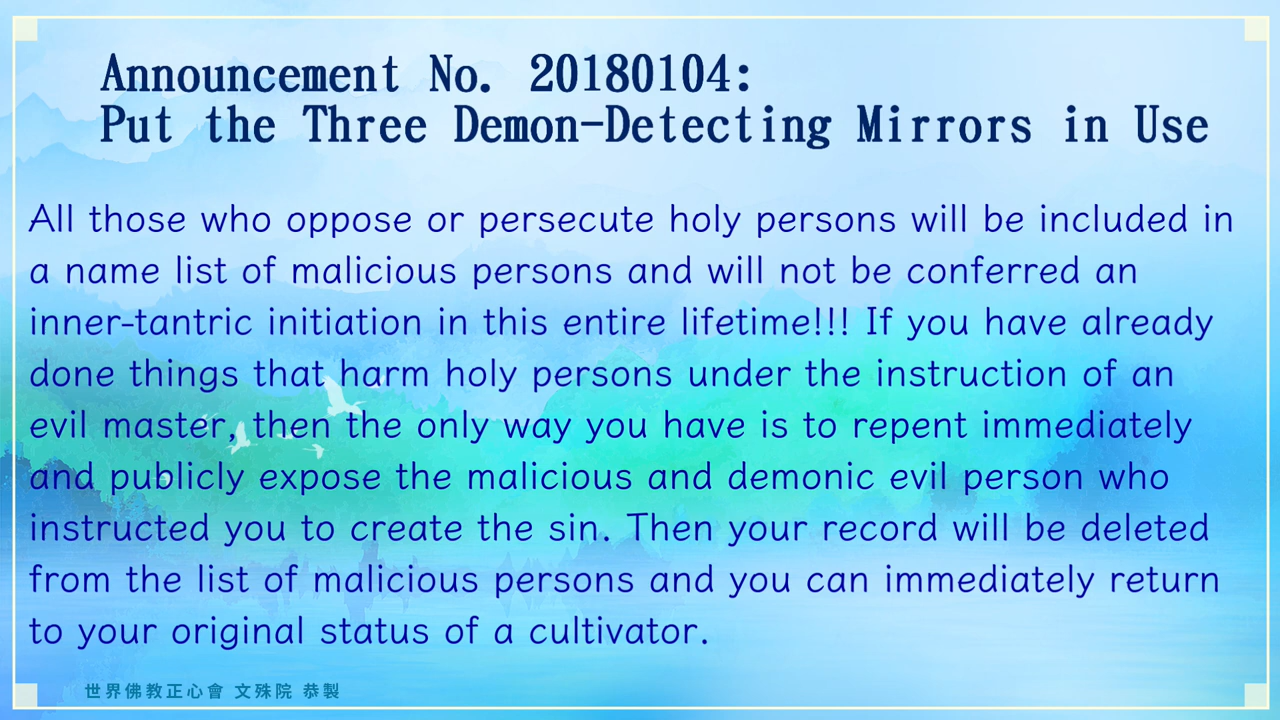 Announcement No. 20180104:
Put the Three Demon-Detecting Mirrors in Use
All those who oppose or persecute holy persons will be included in
a name list of malicious persons and will not be conferred an
inner-tantric initiation in this entire lifetime!!! If you have already
done things that harm holy persons under the instruction of an
evil master, then the only way you have is to repent immediately
and publicly expose the malicious and demonic evil person who
instructed you to create the sin. Then your record will be deleted
from the list of malicious persons and you can immediately return
to your original status of a cultivator.
世界佛教正心會 文殊院 恭製